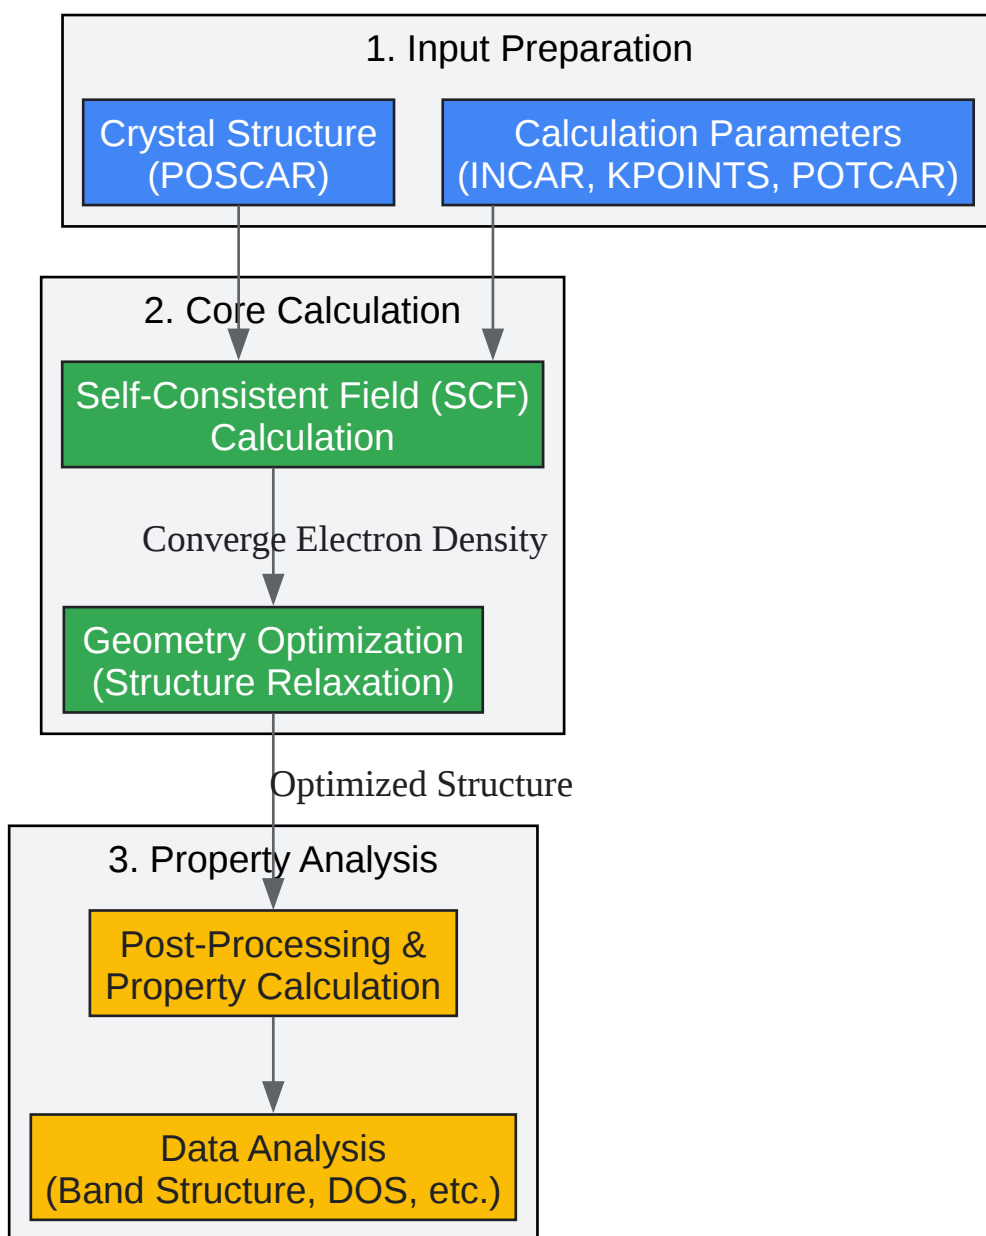 1. Input Preparation
Crystal Structure
(POSCAR)
Calculation Parameters
(INCAR, KPOINTS, POTCAR)
2. Core Calculation
Self-Consistent Field (SCF)
Calculation
Converge Electron Density
Geometry Optimization
(Structure Relaxation)
Optimized Structure
3. Property Analysis
Post-Processing &
Property Calculation
Data Analysis
(Band Structure, DOS, etc.)